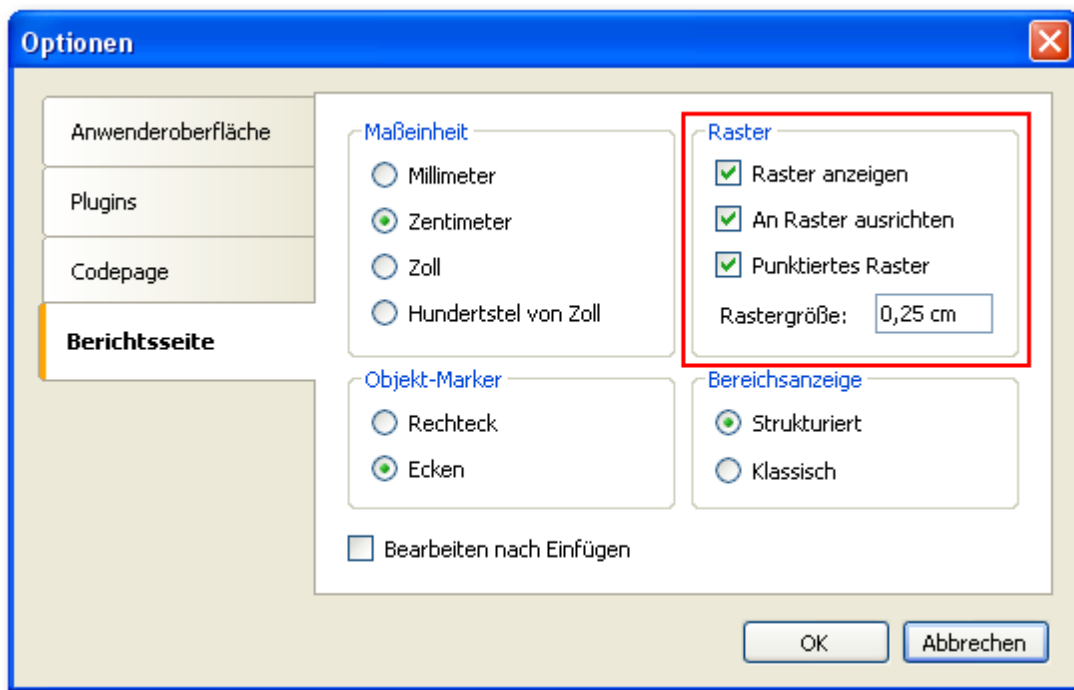 Optionen
Anwenderoberfläche
Plugins
Codepage
Berichtsseite
Maßeinheit
Millimeter
Zentimeter
Zoll
Hundertstel von Zoll
Raster
Raster anzeigen
An Raster ausrichten
Punktiertes Raster
Rastergröße: 0,25 cm
Objekt-Marker
Rechteck
Ecken
Bereichsanzeige
Strukturiert
Klassisch
Bearbeiten nach Einfügen
OK Abbrechen